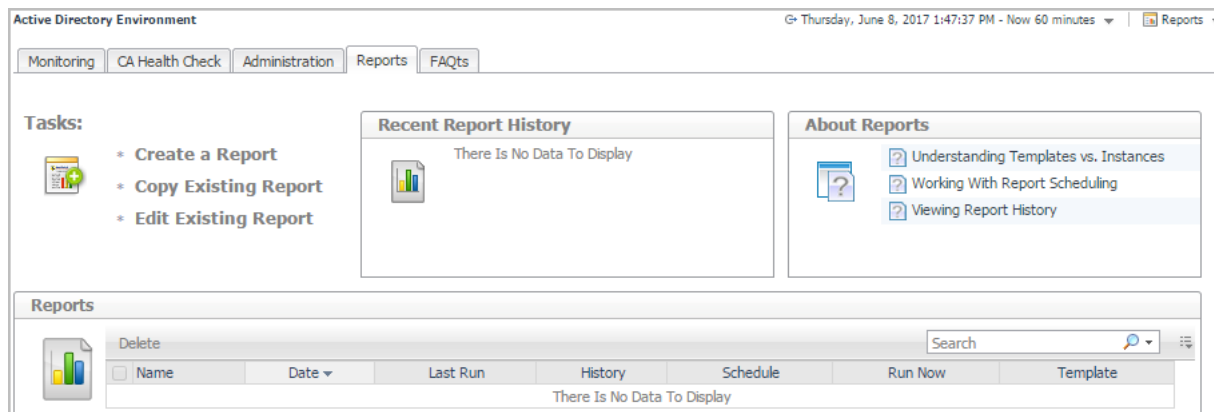 Active Directory Environment
Thursday, June 8, 2017 1:47:37 PM - Now 60 minutes
Reports
Monitoring
CA Health Check
Administration
Reports
FAQts
Tasks:
* Create a Report
* Copy Existing Report
* Edit Existing Report
Recent Report History
There Is No Data To Display
About Reports
Understanding Templates vs. Instances
Working With Report Scheduling
Viewing Report History
Reports
Delete
Search
Name Date Last Run History Schedule Run Now Template
There Is No Data To Display